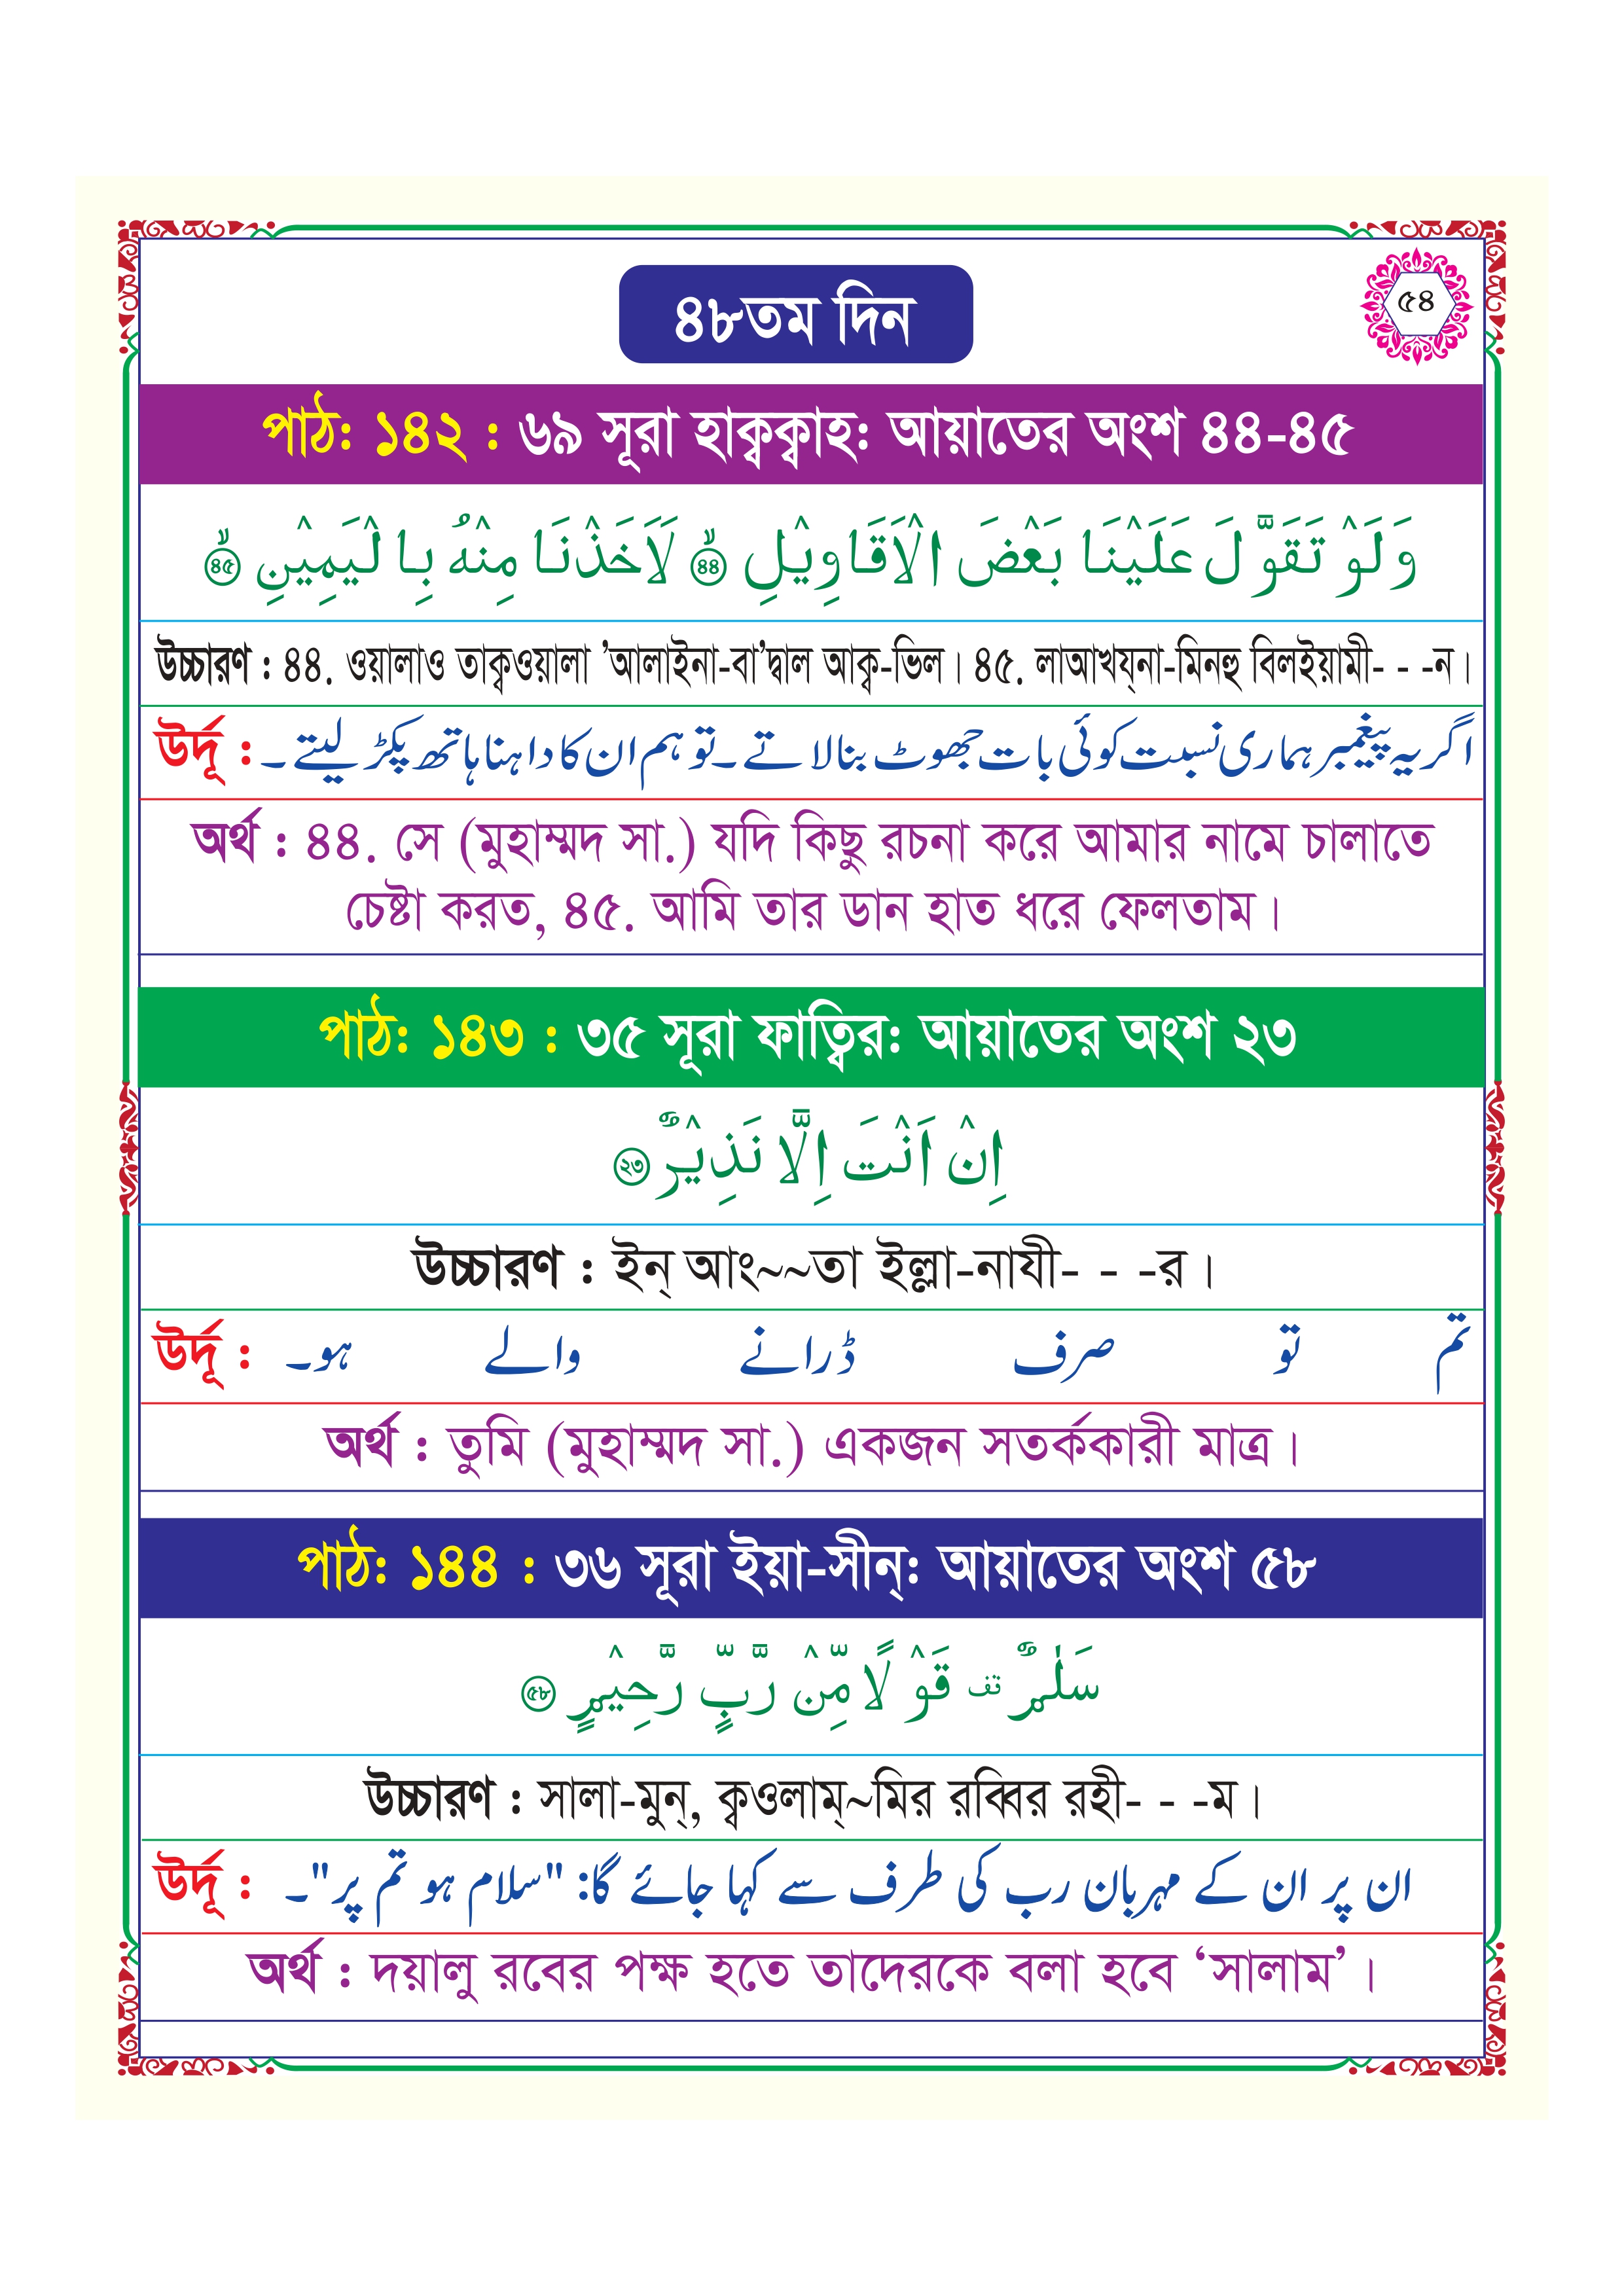 ৪৮তম দিন
৫৪
পাঠ: ১৪২ : ৬৯ সূরা হাক্বক্বাহ: আয়াতের অংশ ৪৪-৪৫
وَلَوْ تَقَوَّلَ عَلَيْنَا بَعْضَ الْاَقَاوِيْلِ ۙ﴿৪৪﴾ لَاَخَذْنَا مِنْهُ بِالْيَمِيْنِ ۙ﴿৪৫﴾
উচ্চারণ : ৪৪. ওয়ালাও তাক্বওয়ালা ’আলাইনা-বা’দ্বাল আক্ব-ভিল। ৪৫. লাআখয্না-মিনহু বিলইয়ামী- - -ন।
উর্দূ : اگر یہ پیغمبر ہماری نسبت کوئی بات جھوٹ بنا لاتے ۔ تو ہم ان کا داہنا ہاتھ پکڑ لیتے ۔
অর্থ : ৪৪. সে (মুহাম্মদ সা.) যদি কিছু রচনা করে আমার নামে চালাতে
চেষ্টা করত, ৪৫. আমি তার ডান হাত ধরে ফেলতাম।
পাঠ: ১৪৩ : ৩৫ সূরা ফাত্বির: আয়াতের অংশ ২৩
اِنْ اَنْتَ اِلَّا نَذِيْرٌ ﴿২৩﴾
উচ্চারণ : ইন্ আং~~তা ইল্লা-নাযী- - -র।
উর্দূ : تم تو صرف ڈرانے والے ہو۔
অর্থ : তুমি (মুহাম্মদ সা.) একজন সতর্ককারী মাত্র।
পাঠ: ১৪৪ : ৩৬ সূরা ইয়া-সীন্: আয়াতের অংশ ৫৮
سَلٰمٌ قف قَوْلًا مِّنْ رَّبٍّ رَّحِيْمٍ ﴿৫৮﴾
উচ্চারণ : সালা-মুন্, ক্বওলাম্~মির রব্বির রহী- - -ম।
উর্দূ : ان پر ان کے مہربان رب کی طرف سے کہا جائے گا: "سلام ہو تم پر"۔
অর্থ : দয়ালু রবের পক্ষ হতে তাদেরকে বলা হবে ‘সালাম’।